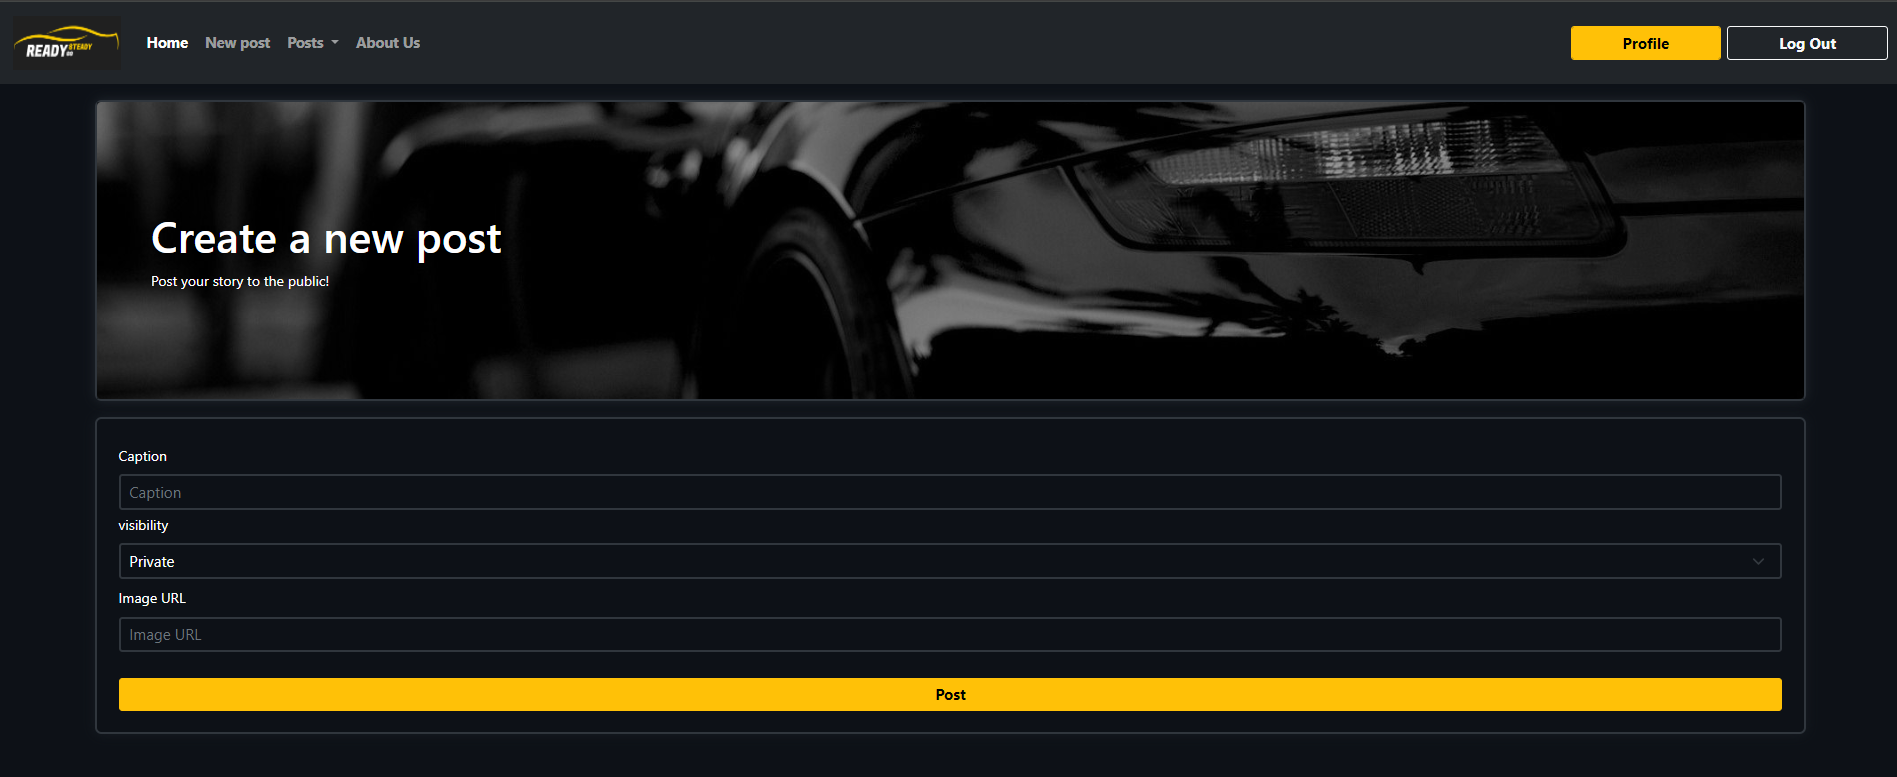 READY STEADY
GO
Home New post Posts About Us
Profile Log Out
Create a new post
Post your story to the public!
Caption
Caption
visibility
Private
Image URL
Image URL
Post